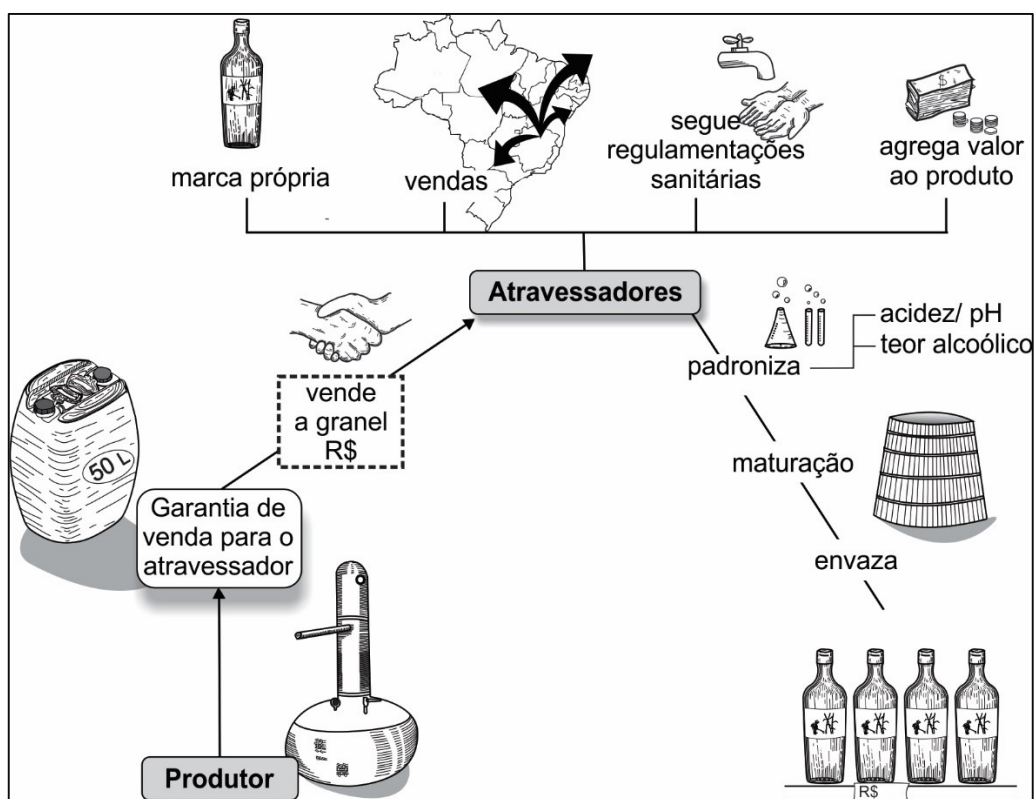 marca própria
vendas
segue
regulamentações
sanitárias
agrega valor
ao produto
Atravessadores
padroniza
acidez/ pH
teor alcoólico
vende
a granel
R$
maturação
50 L
Garantia de
venda para o
atravessador
envaza
Produtor
R$